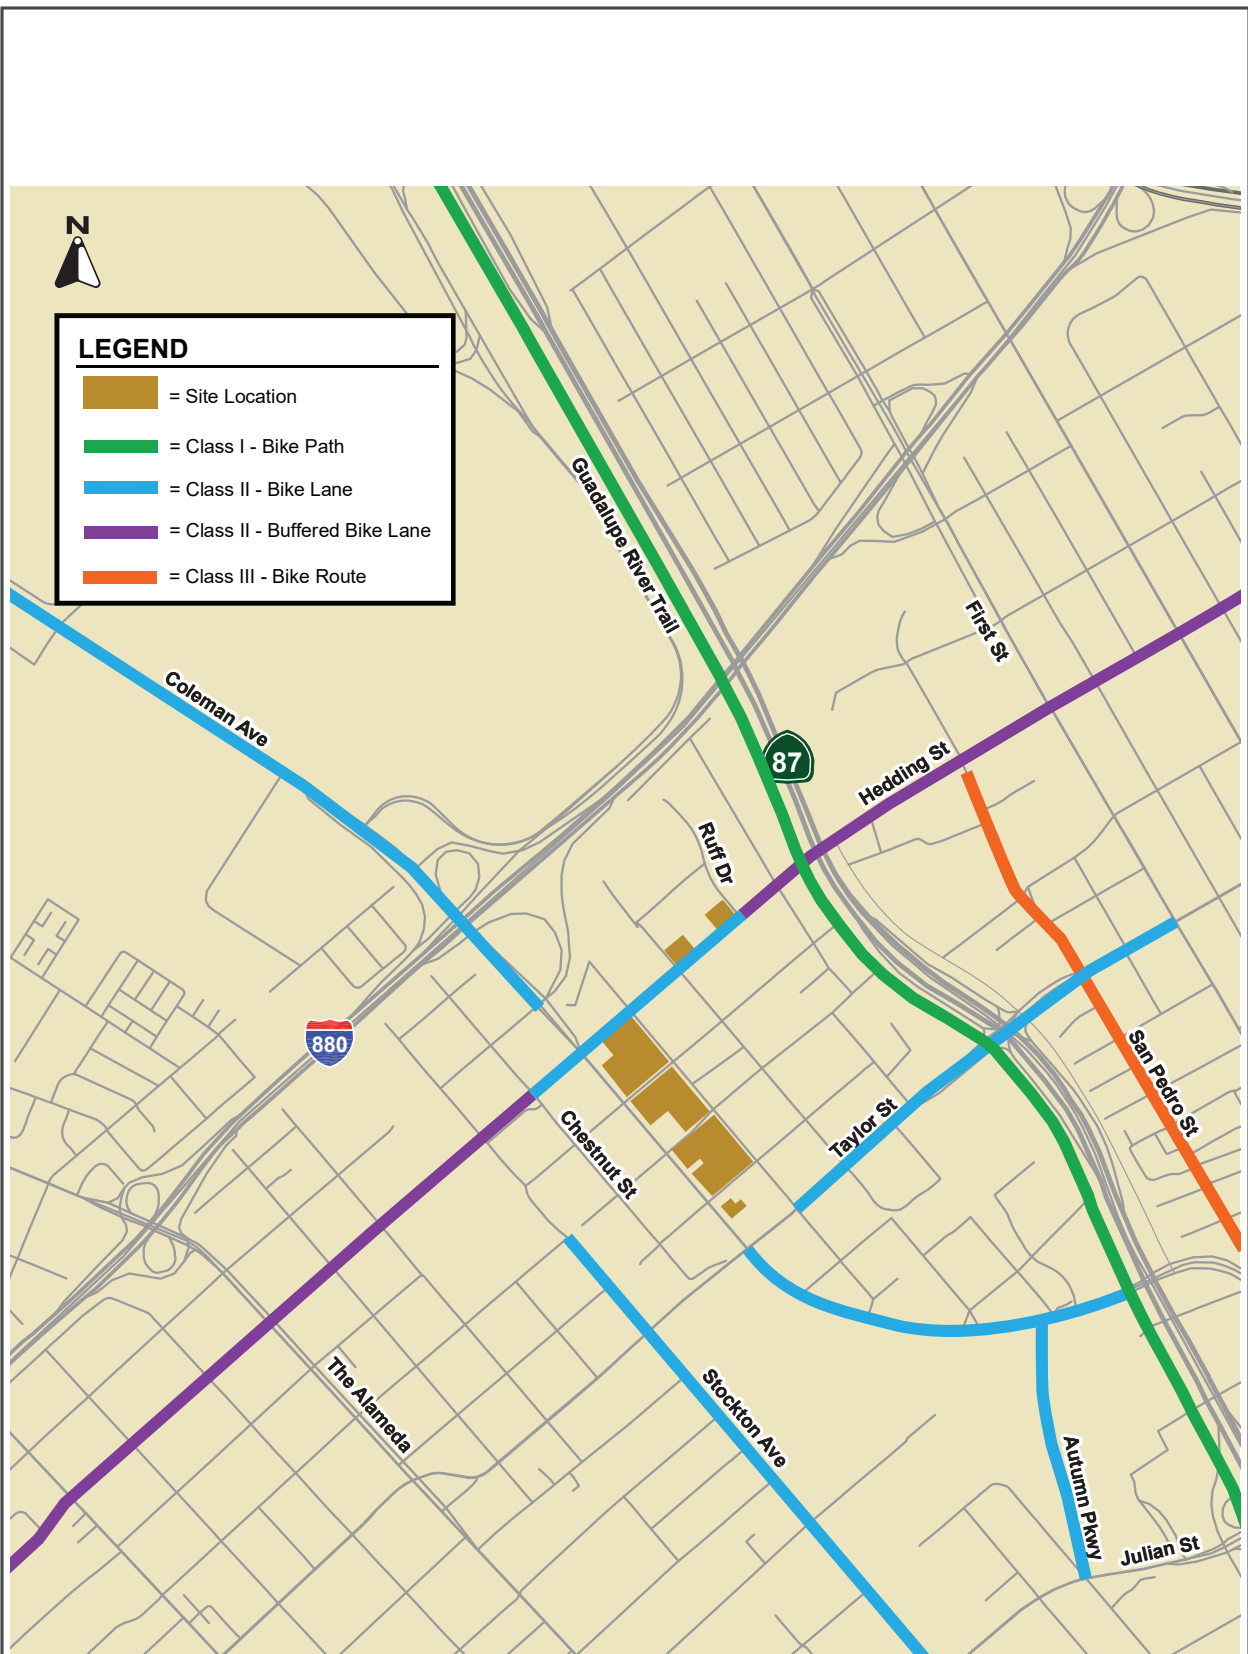 N
LEGEND
= Site Location
= Class I - Bike Path
= Class II - Bike Lane
= Class II - Buffered Bike Lane
= Class III - Bike Route
Guadalupe River Trail
First St
Coleman Ave
87
Hedding St
Ruff Dr
880
San Pedro St
Taylor St
Chestnut St
The Alameda
Stockton Ave
Autumn Pkwy
Julian St